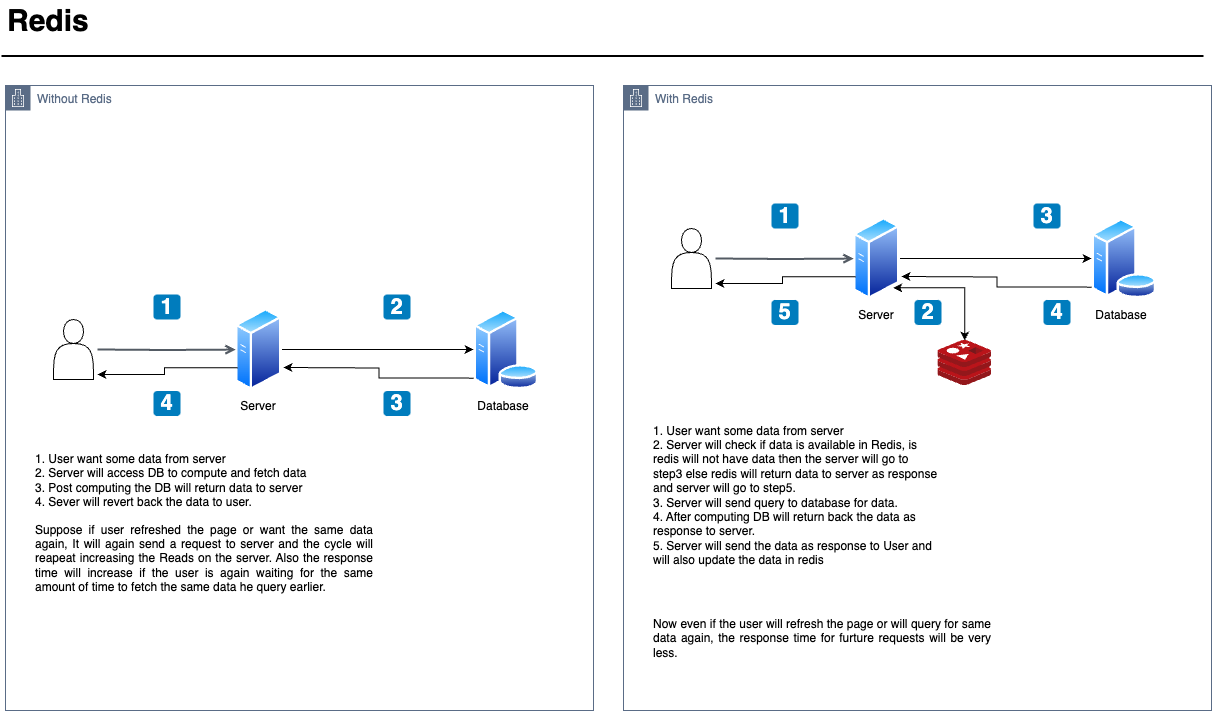 Redis
Without Redis
1
2
4
3
Server
Database
1. User want some data from server
2. Server will access DB to compute and fetch data
3. Post computing the DB will return data to server
4. Sever will revert back the data to user.
Suppose if user refreshed the page or want the same data
again, It will again send a request to server and the cycle will
reapeat increasing the Reads on the server. Also the response
time will increase if the user is again waiting for the same
amount of time to fetch the same data he query earlier.
With Redis
1
3
5
Server
2
4
Database
1. User want some data from server
2. Server will check if data is available in Redis, is
redis will not have data then the server will go to
step3 else redis will return data to server as response
and server will go to step5.
3. Server will send query to database for data.
4. After computing DB will return back the data as
response to server.
5. Server will send the data as response to User and
will also update the data in redis
Now even if the user will refresh the page or will query for same
data again, the response time for furture requests will be very
less.